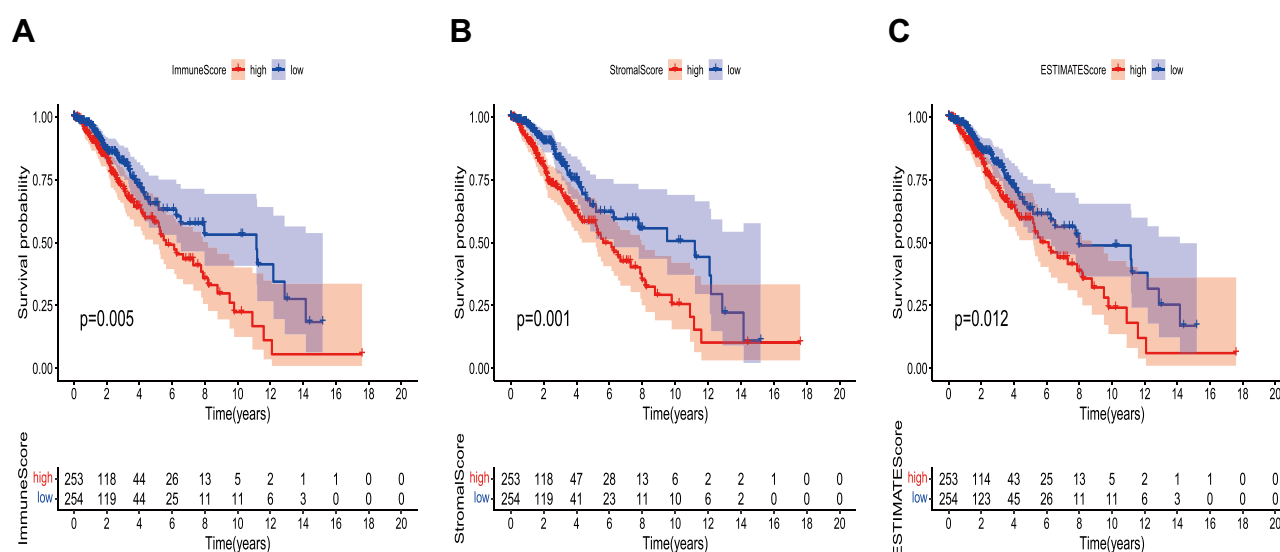 A
ImmuneScore high low
1.00
0.75
0.50
0.25
0.00
Survival probability
p=0.005
0 2 4 6 8 10 12 14 16 18 20
Time(years)
ImmuneScore
high 253 118 44 26 13 5 2 1 1 0 0
low 254 119 44 25 11 11 6 3 0 0 0
0 2 4 6 8 10 12 14 16 18 20
Time(years)
B
StromalScore high low
1.00
0.75
0.50
0.25
0.00
Survival probability
p=0.001
0 2 4 6 8 10 12 14 16 18 20
Time(years)
StromalScore
high 253 118 47 28 13 6 2 2 1 0 0
low 254 119 41 23 11 10 6 2 0 0 0
0 2 4 6 8 10 12 14 16 18 20
Time(years)
C
ESTIMATEScore high low
1.00
0.75
0.50
0.25
0.00
Survival probability
p=0.012
0 2 4 6 8 10 12 14 16 18 20
Time(years)
ESTIMATEScore
high 253 114 43 25 13 5 2 1 1 0 0
low 254 123 45 26 11 11 6 3 0 0 0
0 2 4 6 8 10 12 14 16 18 20
Time(years)